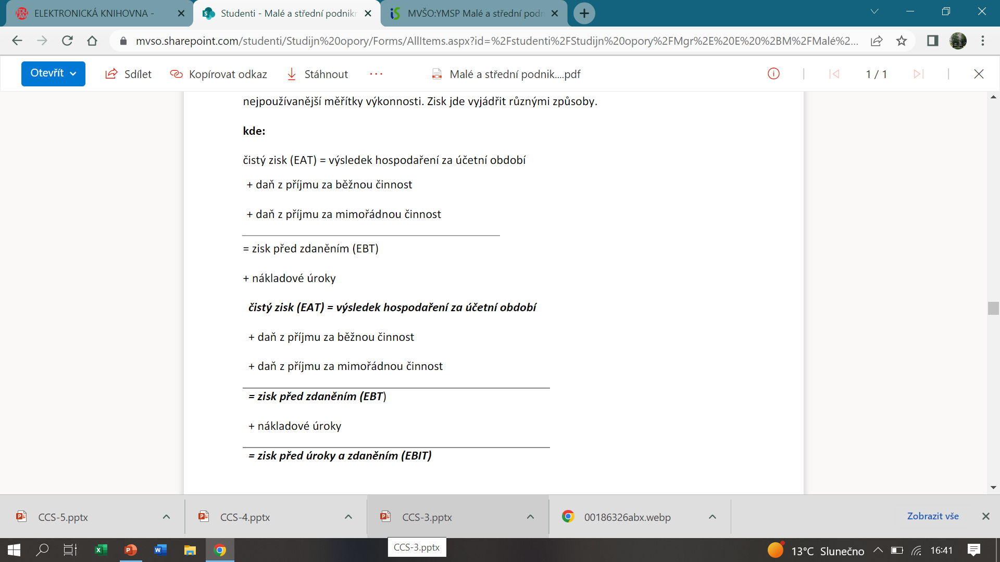 ELEKTRONICKÁ KNIHOVNA -
Studenti - Malé a střední podnikn
MVŠO:YMSP Malé a střední podn
mvso.sharepoint.com/studenti/Studijn%20opory/Forms/AllItems.aspx?id=%2Fstudenti%2FStudijn%20opory%2FMgr%2E%20E%20%2BM%2FMalé%2...
Otevřít
Sdílet
Kopírovat odkaz
Stáhnout
Malé a střední podnik....pdf
1 / 1
nejpoužívanější měřítky výkonnosti. Zisk jde vyjádřit různými způsoby.
kde:
čistý zisk (EAT) = výsledek hospodaření za účetní období
+ daň z příjmu za běžnou činnost
+ daň z příjmu za mimořádnou činnost
= zisk před zdaněním (EBT)
+ nákladové úroky
čistý zisk (EAT) = výsledek hospodaření za účetní období
+ daň z příjmu za běžnou činnost
+ daň z příjmu za mimořádnou činnost
= zisk před zdaněním (EBT)
+ nákladové úroky
= zisk před úroky a zdaněním (EBIT)
CCS-5.pptx
CCS-4.pptx
CCS-3.pptx
00186326abx.webp
Zobrazit vše
CCS-3.pptx
13°C Slunečno
16:41